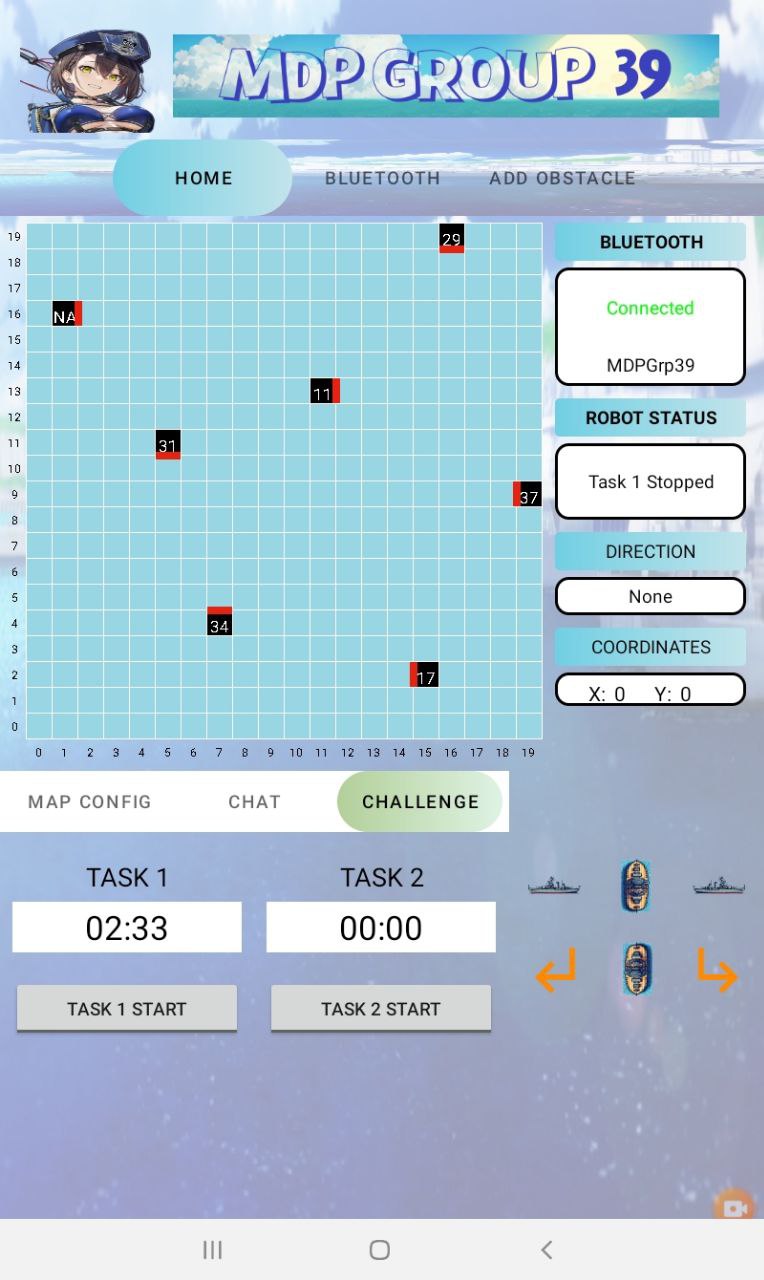 MDP GROUP 39
HOME BLUETOOTH ADD OBSTACLE
19
29
18
17
16
NA
15
14
13
11
12
11
31
10
9
37
8
7
6
5
4
34
3
2
17
1
0
0 1 2 3 4 5 6 7 8 9 10 11 12 13 14 15 16 17 18 19
BLUETOOTH
Connected
MDPGrp39
ROBOT STATUS
Task 1 Stopped
DIRECTION
None
COORDINATES
X: 0 Y: 0
MAP CONFIG CHAT CHALLENGE
TASK 1 TASK 2
02:33 00:00
TASK 1 START TASK 2 START